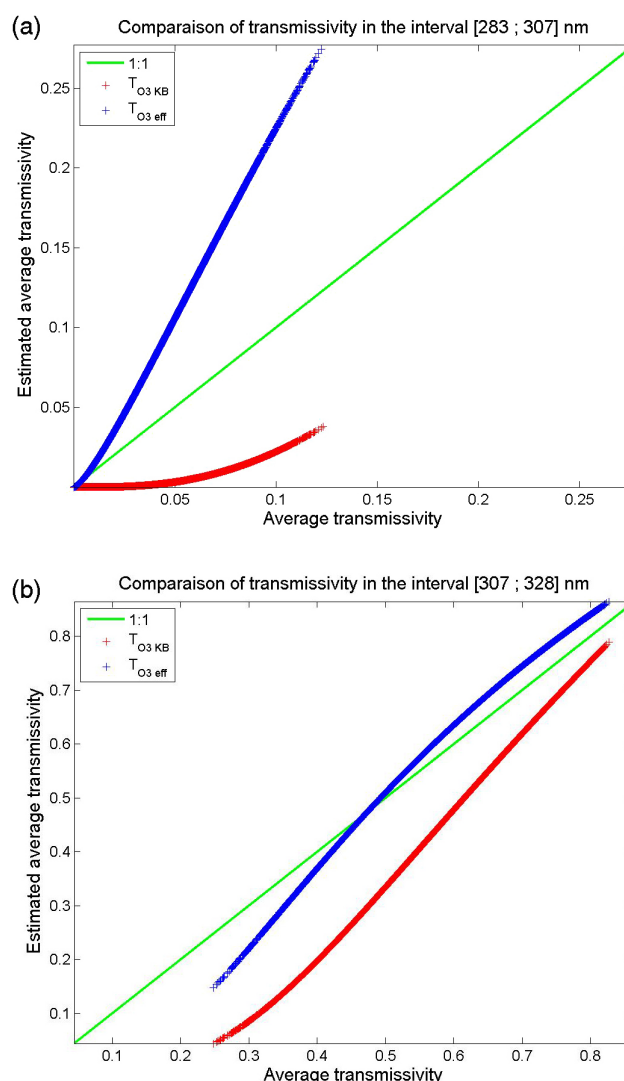 (a)
Comparaison of transmissivity in the interval [283 ; 307] nm
1:1
T O3 KB
T O3 eff
0.25
0.2
0.15
0.1
0.05
Estimated average transmissivity
0.05 0.1 0.15 0.2 0.25
Average transmissivity
(b)
Comparaison of transmissivity in the interval [307 ; 328] nm
1:1
T O3 KB
T O3 eff
0.8
0.7
0.6
0.5
0.4
0.3
0.2
0.1
Estimated average transmissivity
0.1 0.2 0.3 0.4 0.5 0.6 0.7 0.8
Average transmissivity